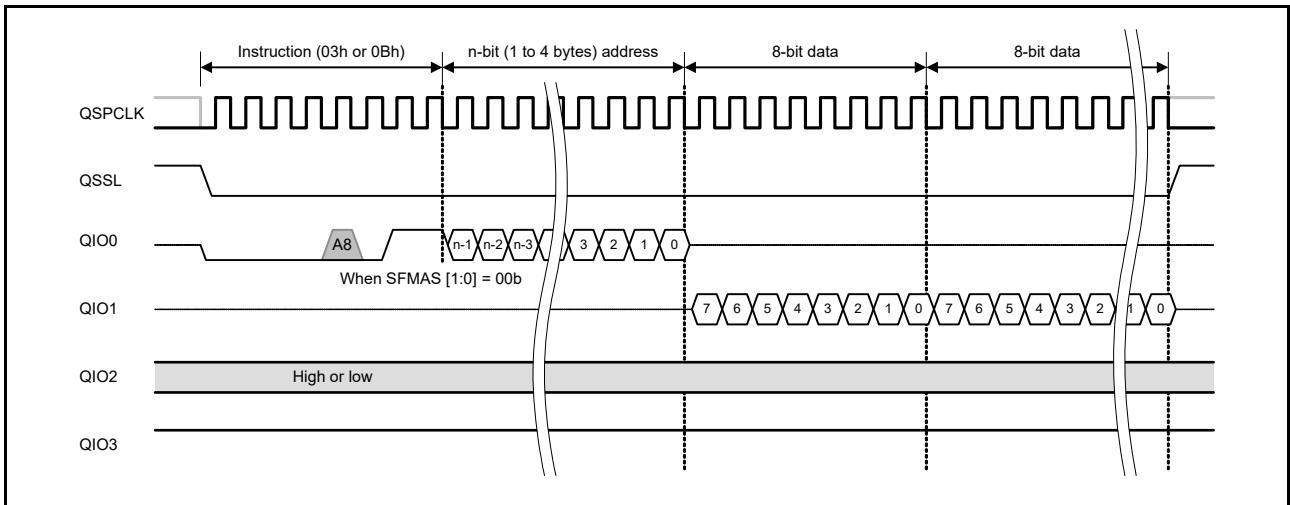 Instruction (03h or 0Bh) n-bit (1 to 4 bytes) address 8-bit data 8-bit data
QSPCLK
QSSL
QIO0 A8 n-1 n-2 n-3 3 2 1 0
When SFMAS [1:0] = 00b
QIO1 7 6 5 4 3 2 1 0 7 6 5 4 3 2 1 0
QIO2 High or low
QIO3